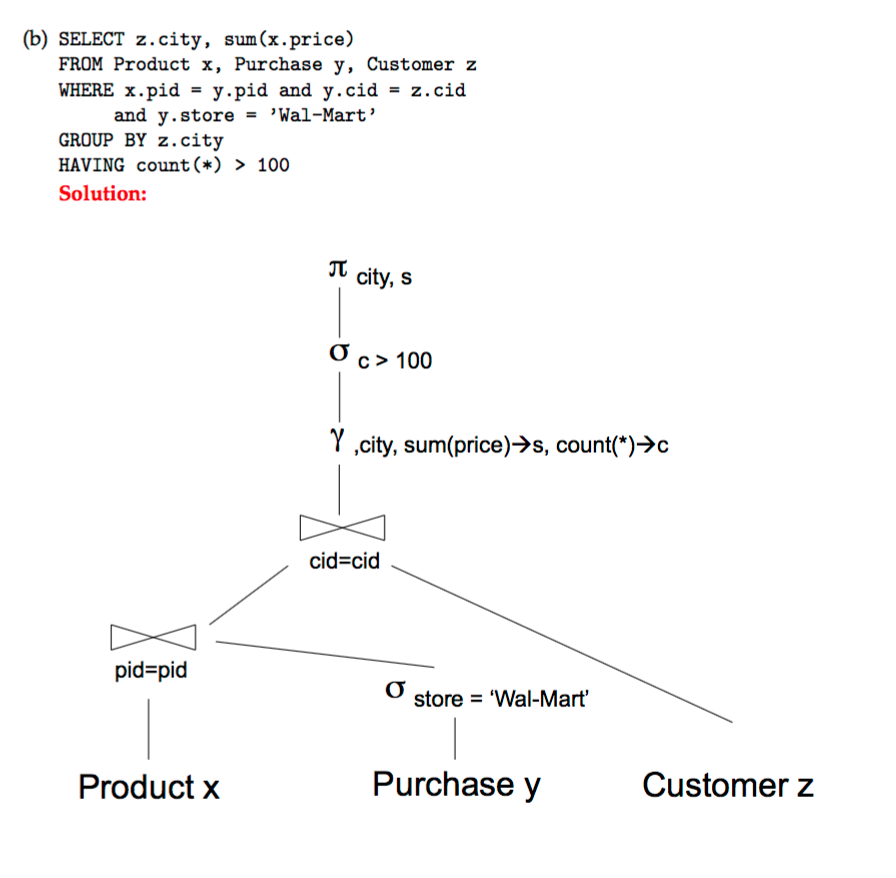 (b) SELECT z.city, sum(x.price)
FROM Product x, Purchase y, Customer z
WHERE x.pid = y.pid and y.cid = z.cid
and y.store = ’Wal-Mart’
GROUP BY z.city
HAVING count(*) > 100
Solution:
π city, s
σ c > 100
γ ,city, sum(price)→s, count(*)→c
cid=cid
pid=pid
σ store = ‘Wal-Mart’
Product x Purchase y Customer z